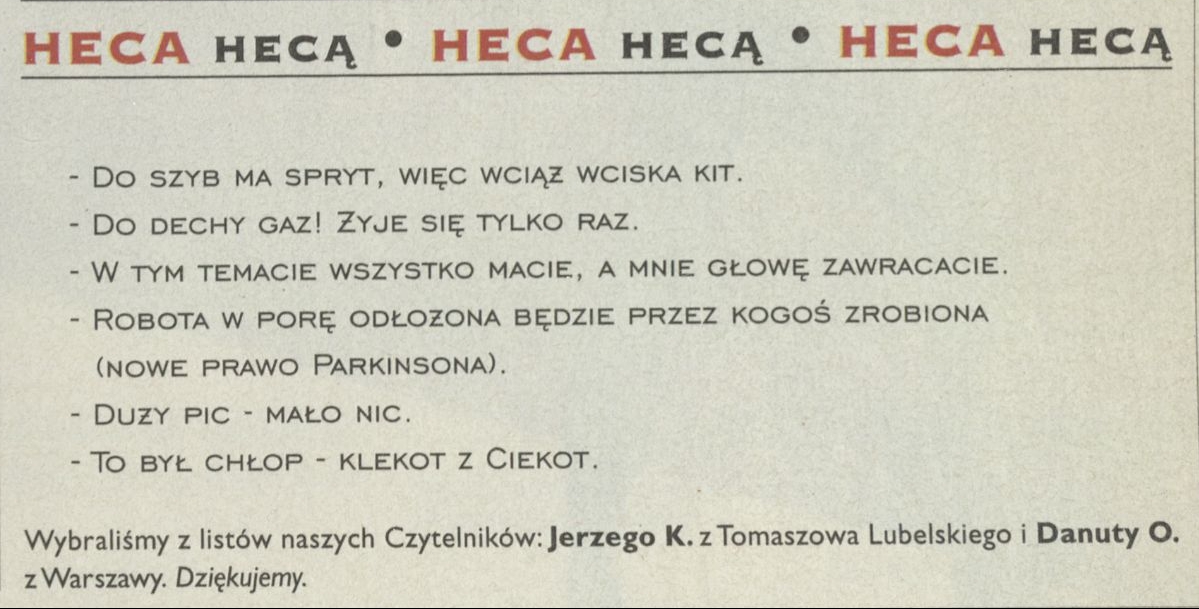 HECA HECĄ • HECA HECĄ • HECA HECĄ
- DO SZYB MA SPRYT, WIĘC WCIĄŻ WCISKA KIT.
- DO DECHY GAZ! ŻYJE SIĘ TYLKO RAZ.
- W TYM TEMACIE WSZYSTKO MACIE, A MNIE GŁOWĘ ZAWRACACIE.
- ROBOTA W PORĘ ODŁOŻONA BĘDZIE PRZEZ KOGOŚ ZROBIONA
(NOWE PRAWO PARKINSONA).
- DUŻY PIC - MAŁO NIC.
- TO BYŁ CHŁOP - KLEKOT Z CIEKOT.
Wybraliśmy z listów naszych Czytelników: Jerzego K. z Tomaszowa Lubelskiego i Danuty O.
z Warszawy. Dziękujemy.